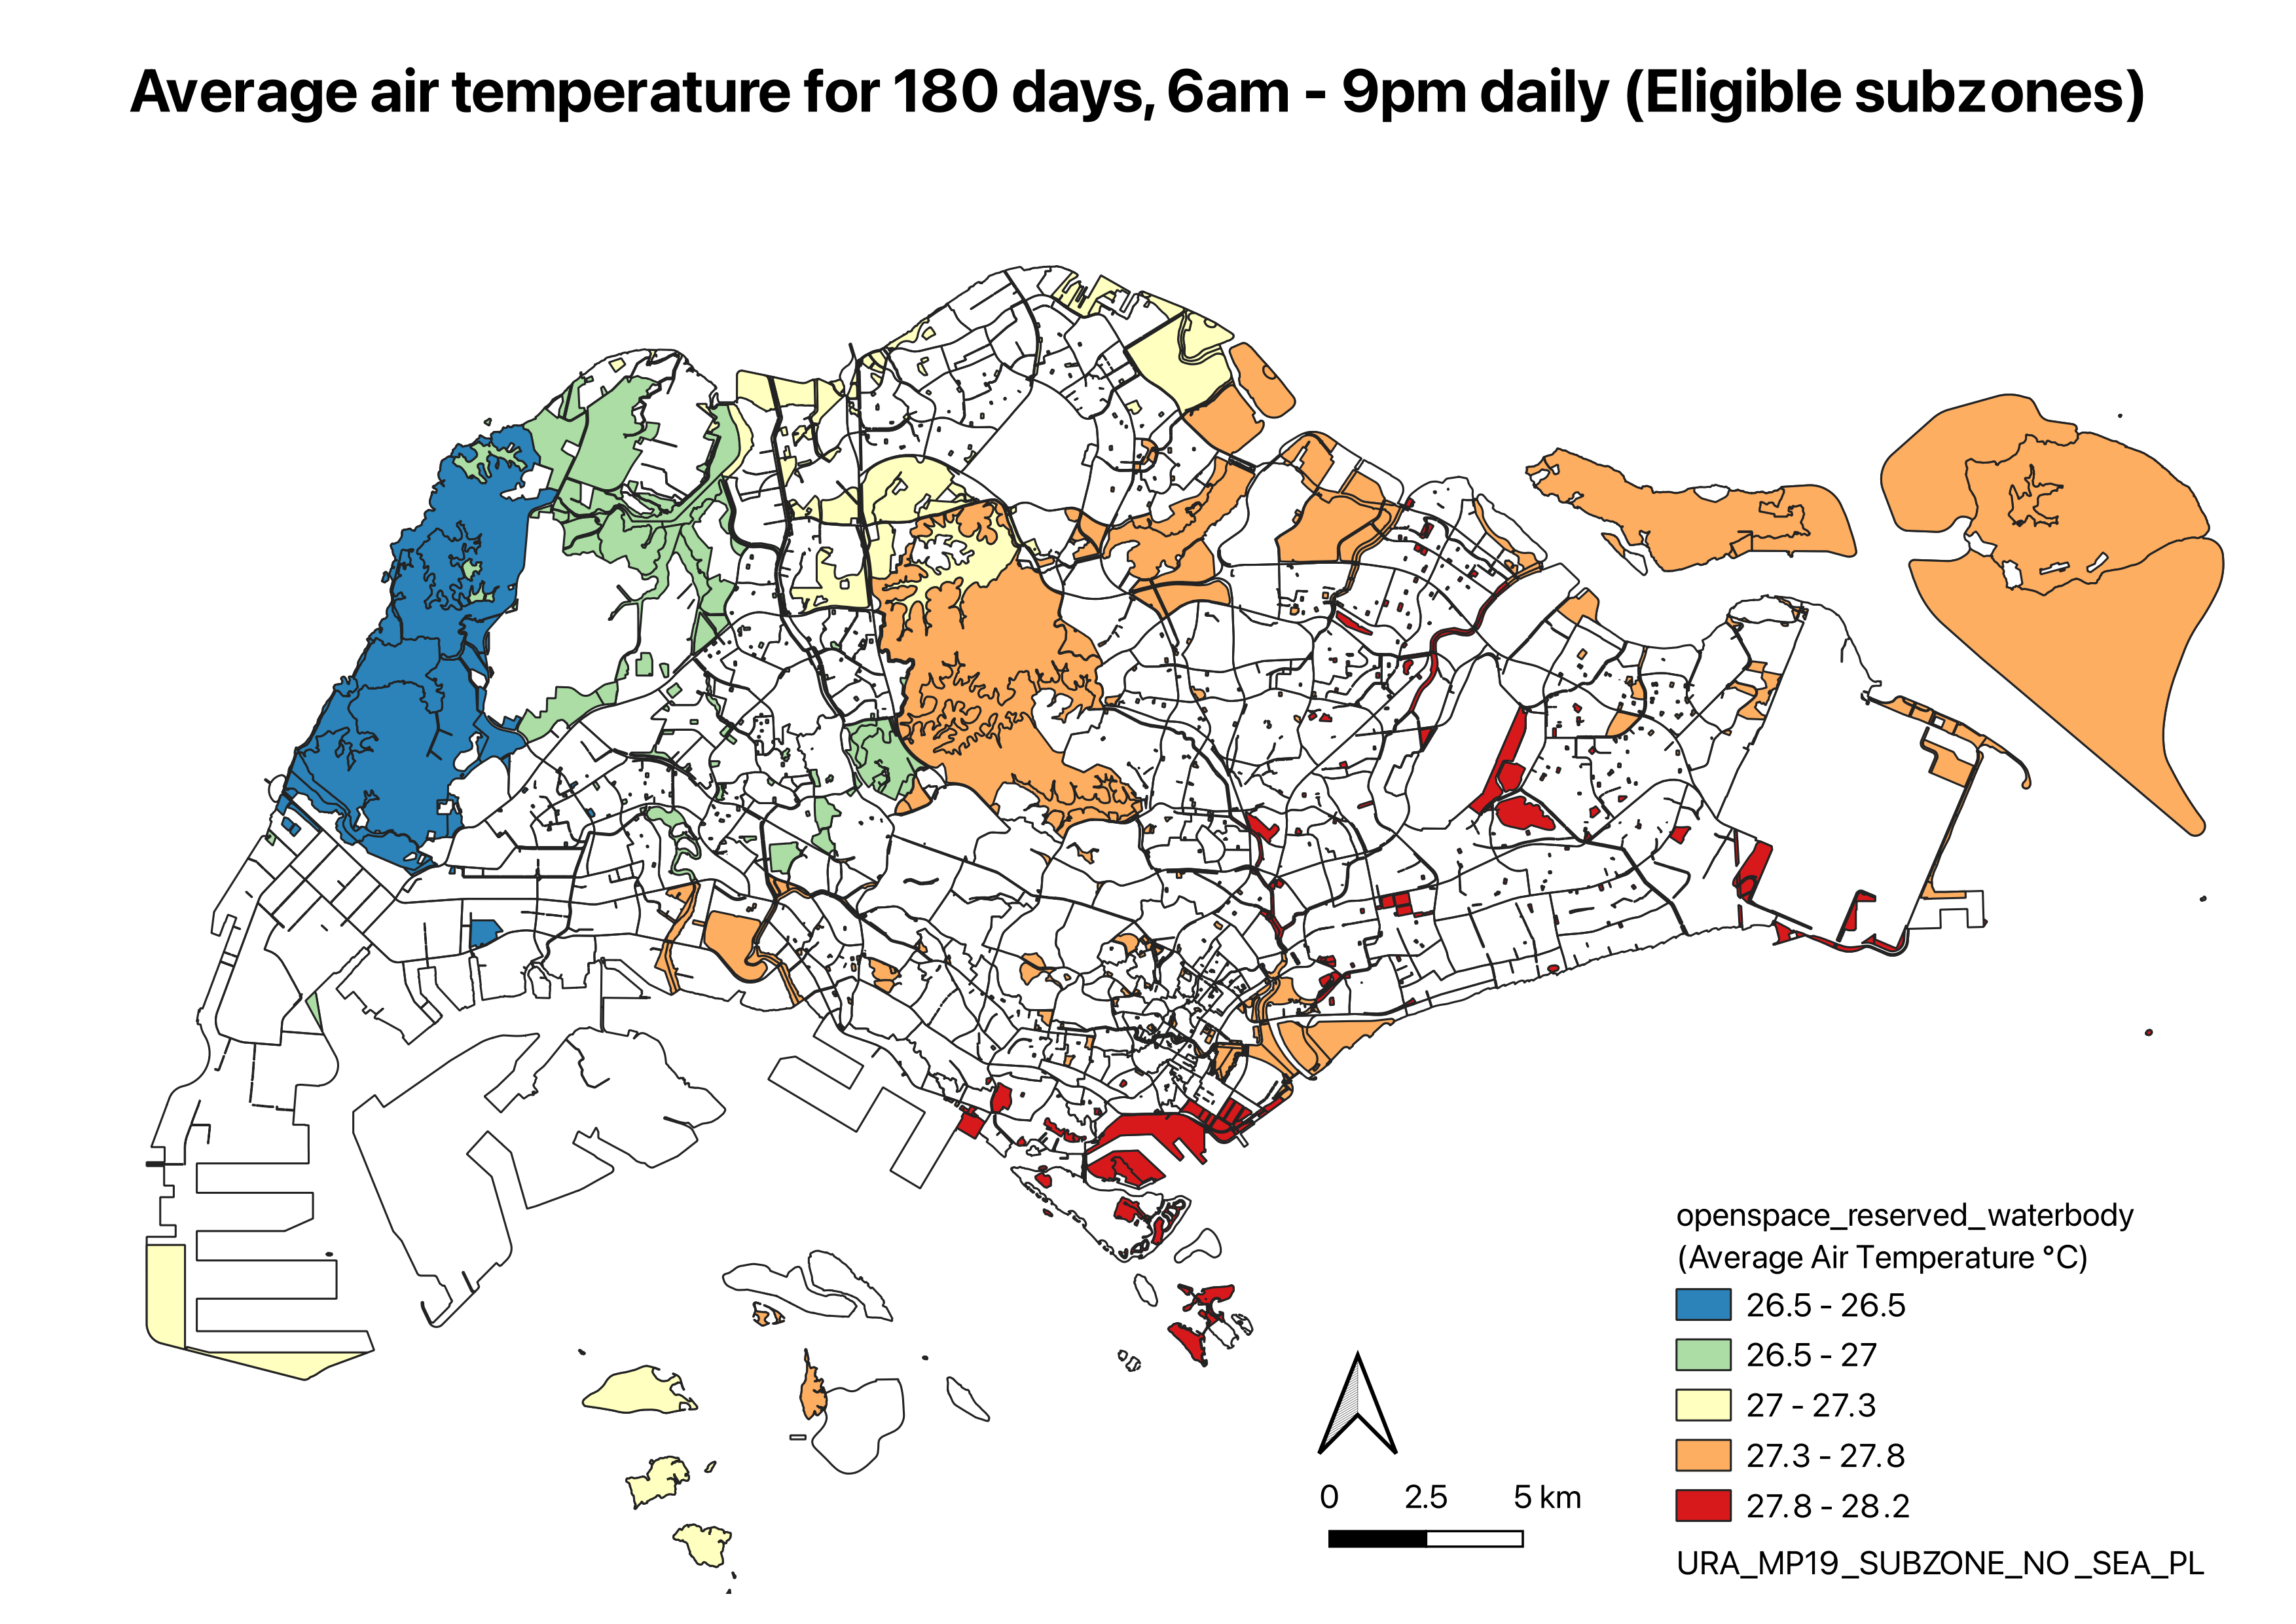 Average air temperature for 180 days, 6am - 9pm daily (Eligible subzones)
openspace_reserved_waterbody
(Average Air Temperature °C)
26.5 - 26.5
26.5 - 27
27 - 27.3
27.3 - 27.8
27.8 - 28.2
URA_MP19_SUBZONE_NO_SEA_PL
0 2.5 5 km